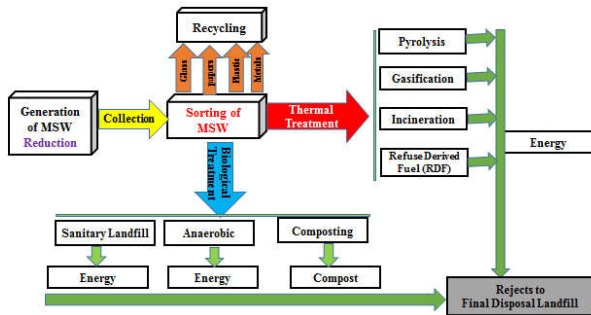 Recycling
Glass
papers
Plastic
Metals
Generation
of MSW
Reduction
Collection
Sorting of
MSW
Thermal
Treatment
Pyrolysis
Gasification
Incineration
Refuse Derived
Fuel (RDF)
Energy
Biological
Treatment
Sanitary Landfill
Anaerobic
Composting
Energy
Energy
Compost
Rejects to
Final Disposal Landfill